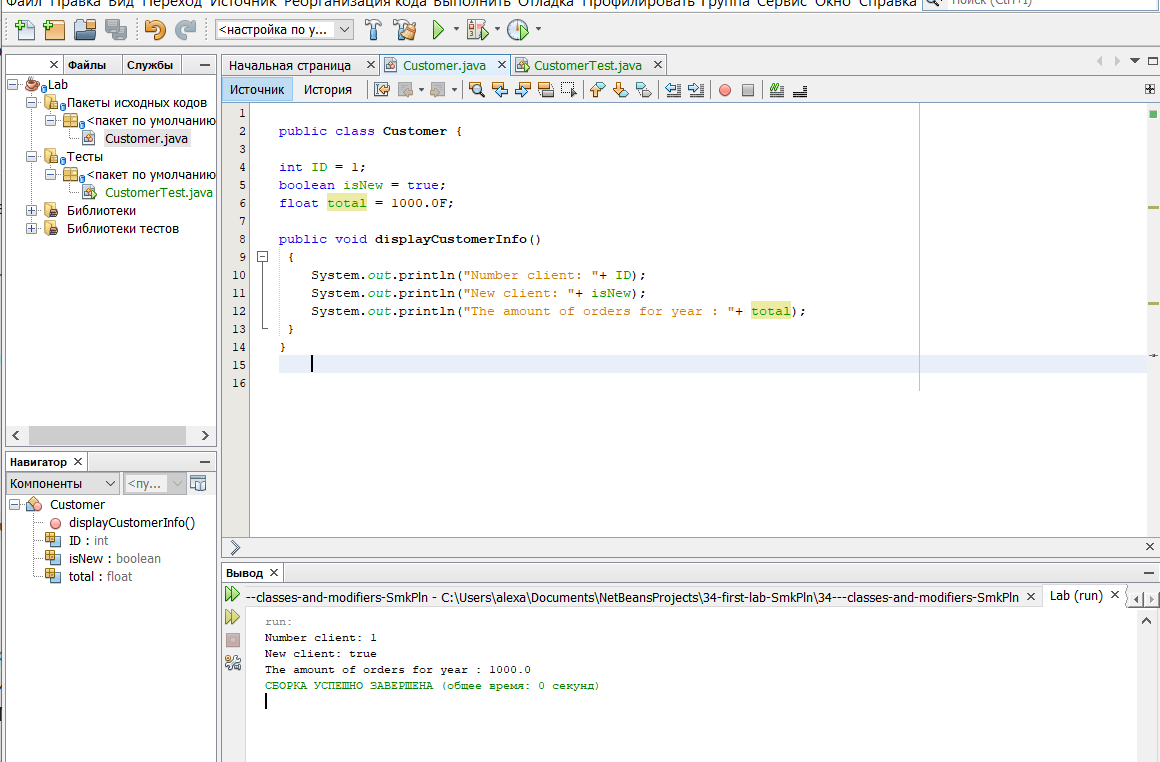 Файл Правка Вид Переход Источник Реорганизация кода Выполнить Отладка Профилировать Группа Сервис Окно Справка
Поиск (Ctrl+I)
<настройка по у...
Файлы Службы
Начальная страница Customer.java CustomerTest.java
Источник История
Lab
Пакеты исходных кодов
<пакет по умолчанию
Customer.java
Тесты
<пакет по умолчанию
CustomerTest.java
Библиотеки
Библиотеки тестов
1
2 public class Customer {
3
4 int ID = 1;
5 boolean isNew = true;
6 float total = 1000.0F;
7
8 public void displayCustomerInfo()
9 {
10 System.out.println("Number client: "+ ID);
11 System.out.println("New client: "+ isNew);
12 System.out.println("The amount of orders for year : "+ total);
13 }
14 }
15
16
Навигатор
Компоненты <пу...
Customer
displayCustomerInfo()
ID : int
isNew : boolean
total : float
Вывод
--classes-and-modifiers-SmkPln - C:\Users\alexa\Documents\NetBeansProjects\34-first-lab-SmkPln\34---classes-and-modifiers-SmkPln Lab (run)
run:
Number client: 1
New client: true
The amount of orders for year : 1000.0
СБОРКА УСПЕШНО ЗАВЕРШЕНА (общее время: 0 секунд)